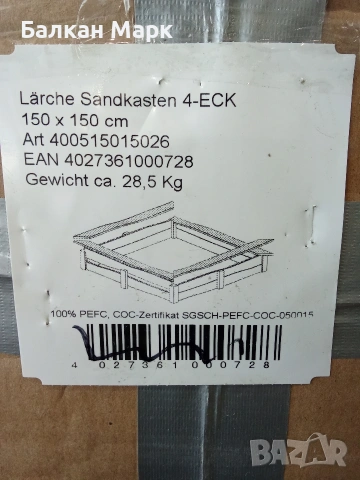 Балкан Марк
Lärche Sandkasten 4-ECK
150 x 150 cm
Art 400515015026
EAN 4027361000728
Gewicht ca. 28,5 Kg
100% PEFC, COC-Zertifikat SGSCH-PEFC-COC-050015
4 027361 000728
BAZAR